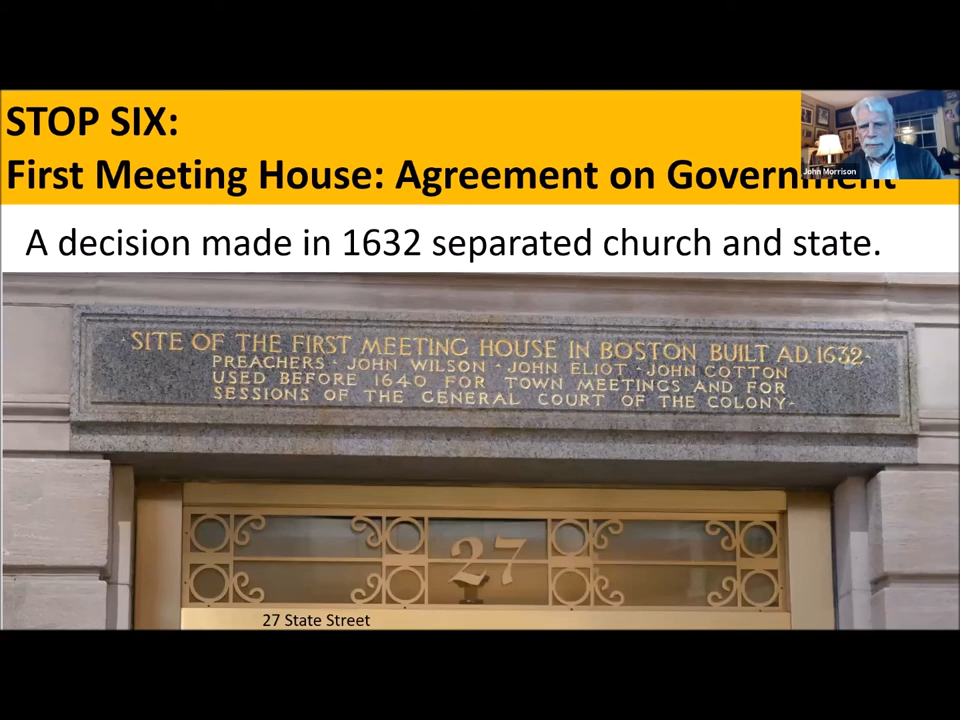 STOP SIX:
First Meeting House: Agreement on Government
John Morrison
A decision made in 1632 separated church and state.
·SITE OF THE FIRST MEETING HOUSE IN BOSTON BUILT A.D. 1632·
PREACHERS · JOHN WILSON · JOHN ELIOT · JOHN COTTON
USED BEFORE 1640 FOR TOWN MEETINGS AND FOR
SESSIONS OF THE GENERAL COURT OF THE COLONY·
27
27 State Street